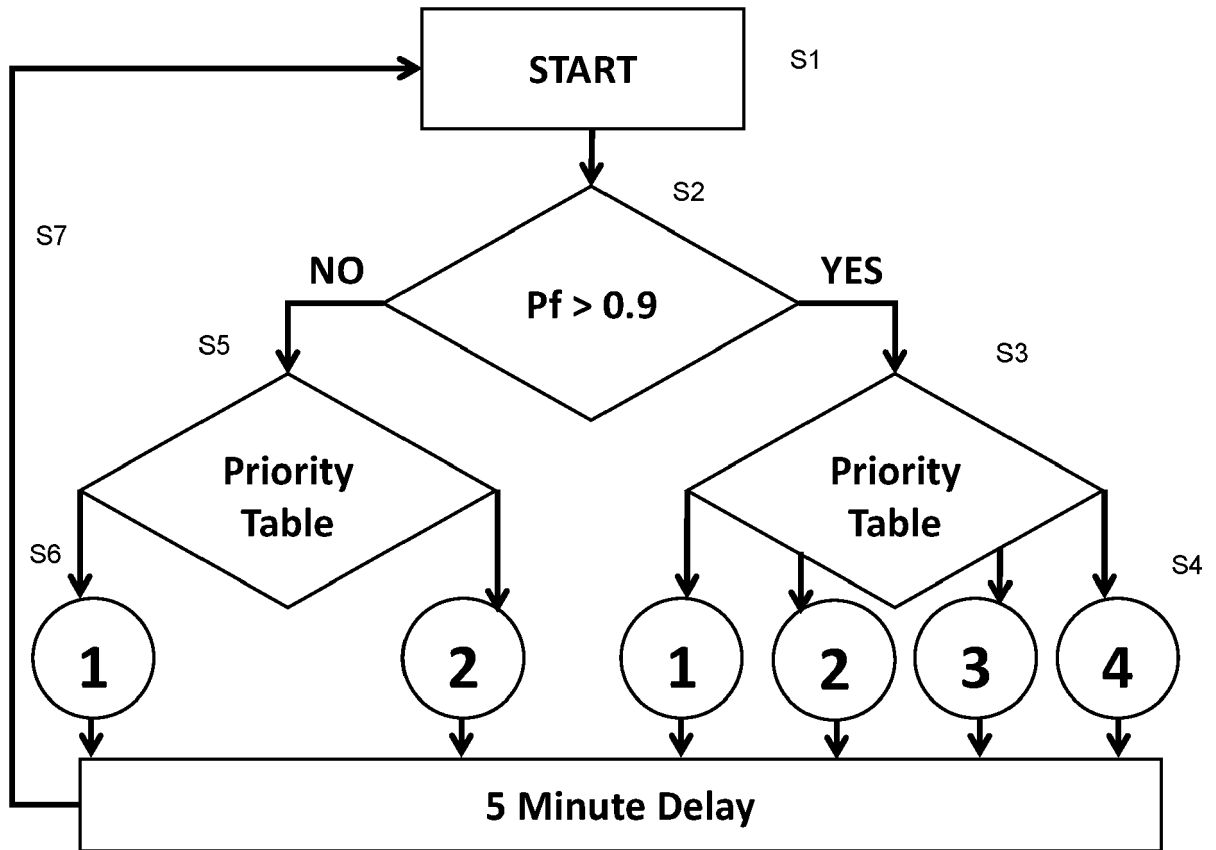 START
S1
S2
S7
NO
YES
Pf > 0.9
S5
S3
Priority
Table
Priority
Table
S6
S4
1
2
1
2
3
4
5 Minute Delay